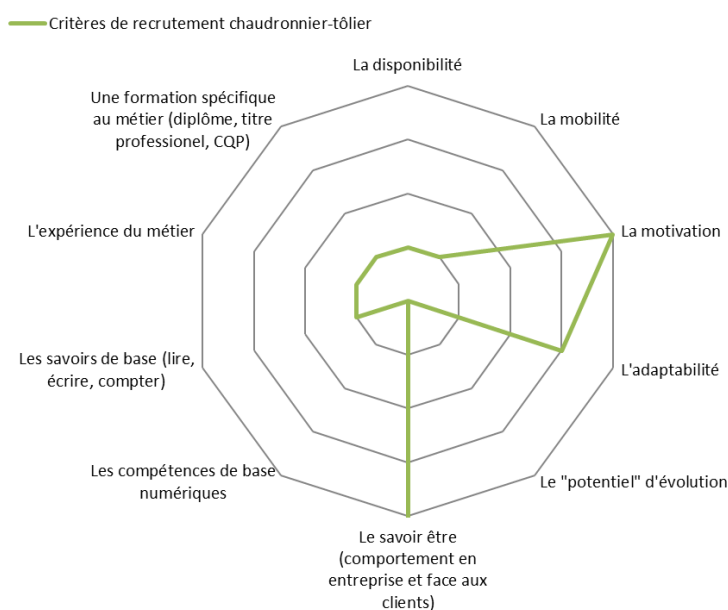 Critères de recrutement chaudronnier-tôlier
La disponibilité
La mobilité
La motivation
L'adaptabilité
Le "potentiel" d'évolution
Le savoir être
(comportement en
entreprise et face aux
clients)
Les compétences de base
numériques
Les savoirs de base (lire,
écrire, compter)
L'expérience du métier
Une formation spécifique
au métier (diplôme, titre
professionel, CQP)